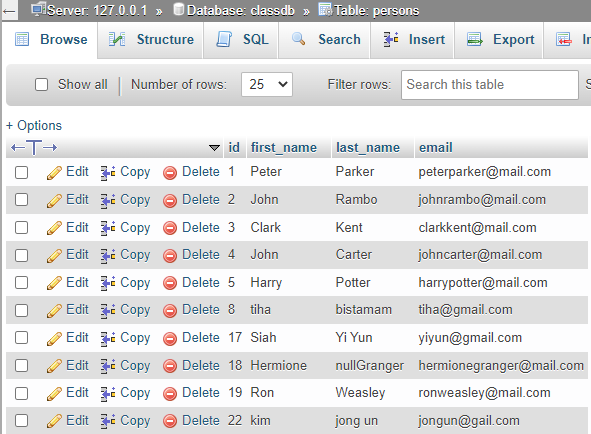 Server: 127.0.0.1 » Database: classdb » Table: persons
Browse Structure SQL Search Insert Export
Show all Number of rows: 25 Filter rows: Search this table
+ Options
id first_name last_name email
Edit Copy Delete 1 Peter Parker peterparker@mail.com
Edit Copy Delete 2 John Rambo johnrambo@mail.com
Edit Copy Delete 3 Clark Kent clarkkent@mail.com
Edit Copy Delete 4 John Carter johncarter@mail.com
Edit Copy Delete 5 Harry Potter harrypotter@mail.com
Edit Copy Delete 8 tiha bistamam tiha@gmail.com
Edit Copy Delete 17 Siah Yi Yun yiyun@gmail.com
Edit Copy Delete 18 Hermione nullGranger hermionegranger@mail.com
Edit Copy Delete 19 Ron Weasley ronweasley@mail.com
Edit Copy Delete 22 kim jong un jongun@gail.com